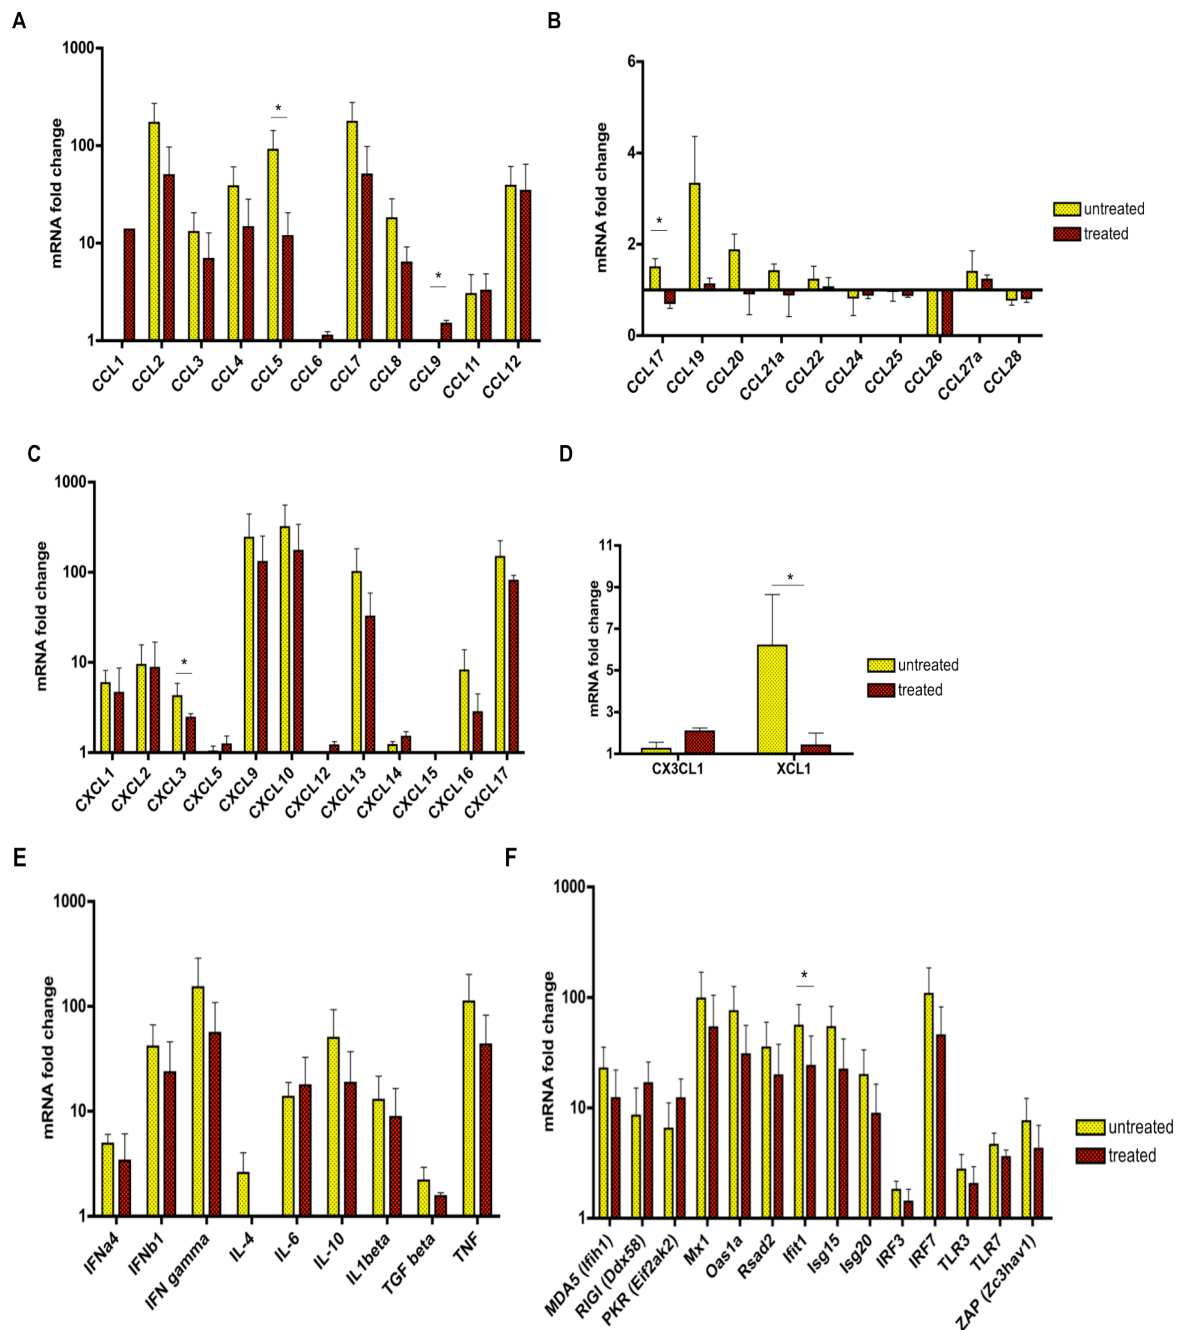 A
mRNA fold change
1000
100
10
1
*
*
CCL1
CCL2
CCL3
CCL4
CCL5
CCL6
CCL7
CCL8
CCL9
CCL11
CCL12
B
mRNA fold change
6
4
2
0
*
CCL17
CCL19
CCL20
CCL21a
CCL22
CCL24
CCL25
CCL26
CCL27a
CCL28
untreated
treated
C
mRNA fold change
1000
100
10
1
*
CXCL1
CXCL2
CXCL3
CXCL5
CXCL9
CXCL10
CXCL12
CXCL13
CXCL14
CXCL15
CXCL16
CXCL17
D
mRNA fold change
11
9
7
5
3
1
*
CX3CL1
XCL1
untreated
treated
E
mRNA fold change
1000
100
10
1
IFNa4
IFNb1
IFN gamma
IL-4
IL-6
IL-10
IL1beta
TGF beta
TNF
F
mRNA fold change
1000
100
10
1
*
MDA5 (Ifih1)
RIGI (Ddx58)
PKR (Eif2ak2)
Mx1
Oas1a
Rsad2
Ifit1
Isg15
Isg20
IRF3
IRF7
TLR3
TLR7
ZAP (Zc3hav1)
untreated
treated